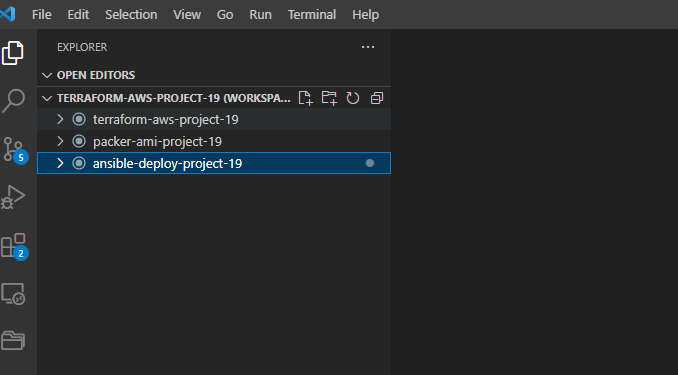 File Edit Selection View Go Run Terminal Help
EXPLORER
OPEN EDITORS
TERRAFORM-AWS-PROJECT-19 (WORKSPA...
terraform-aws-project-19
packer-ami-project-19
5
ansible-deploy-project-19
2